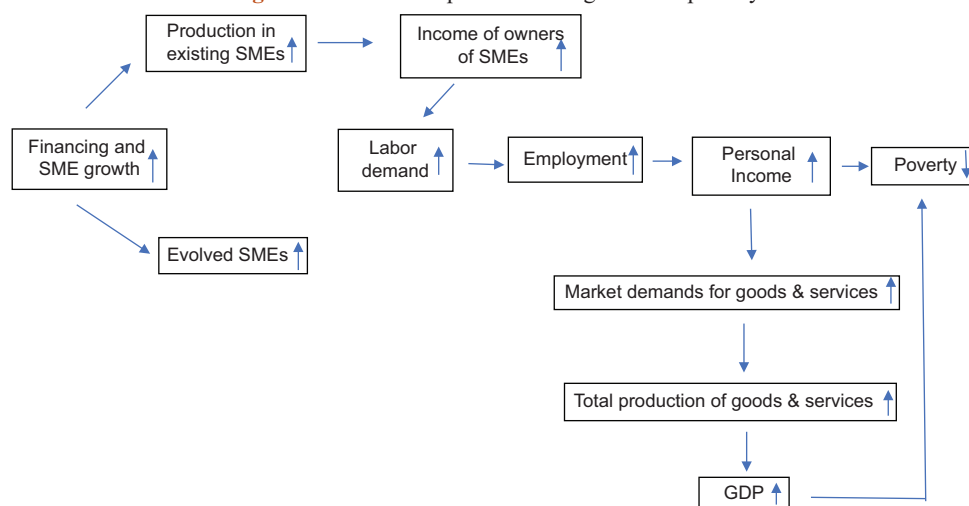 Production in
existing SMEs
Income of owners
of SMEs
Financing and
SME growth
Labor
demand
Employment
Personal
Income
Poverty
Evolved SMEs
Market demands for goods & services
Total production of goods & services
GDP